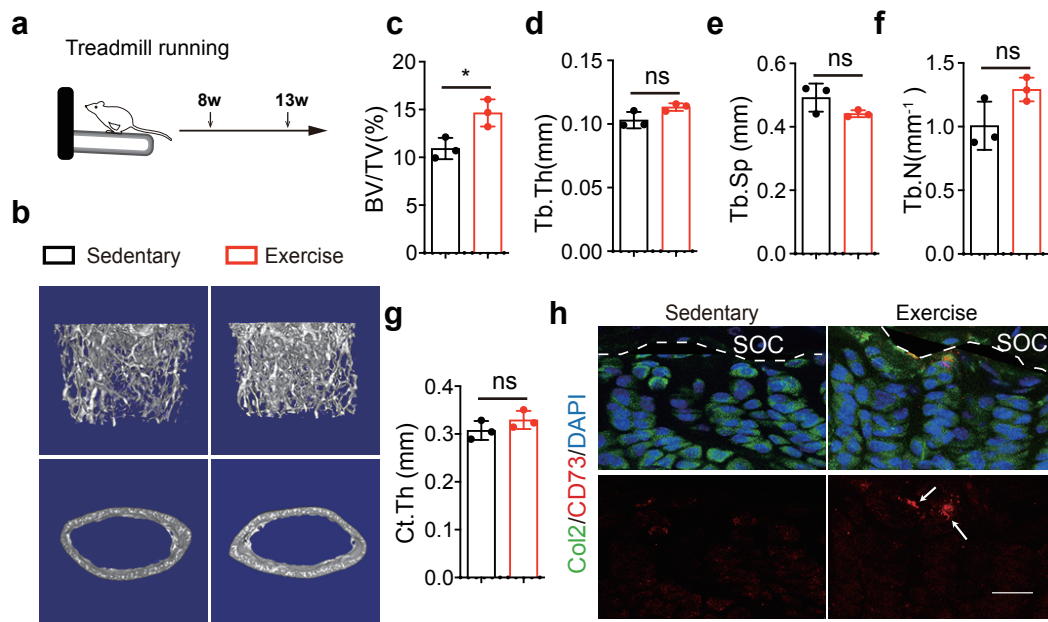 a
Treadmill running
8w
13w
b
Sedentary
Exercise
c
BV/TV(%)
20
15
10
5
0
*
d
Tb.Th(mm)
0.15
0.10
0.05
0.00
ns
e
Tb.Sp (mm)
0.6
0.4
0.2
0.0
ns
f
Tb.N(mm⁻¹)
1.5
1.0
0.5
0.0
ns
g
Ct.Th (mm)
0.4
0.3
0.2
0.1
0.0
ns
h
Sedentary
Exercise
SOC
SOC
Col2/CD73/DAPI